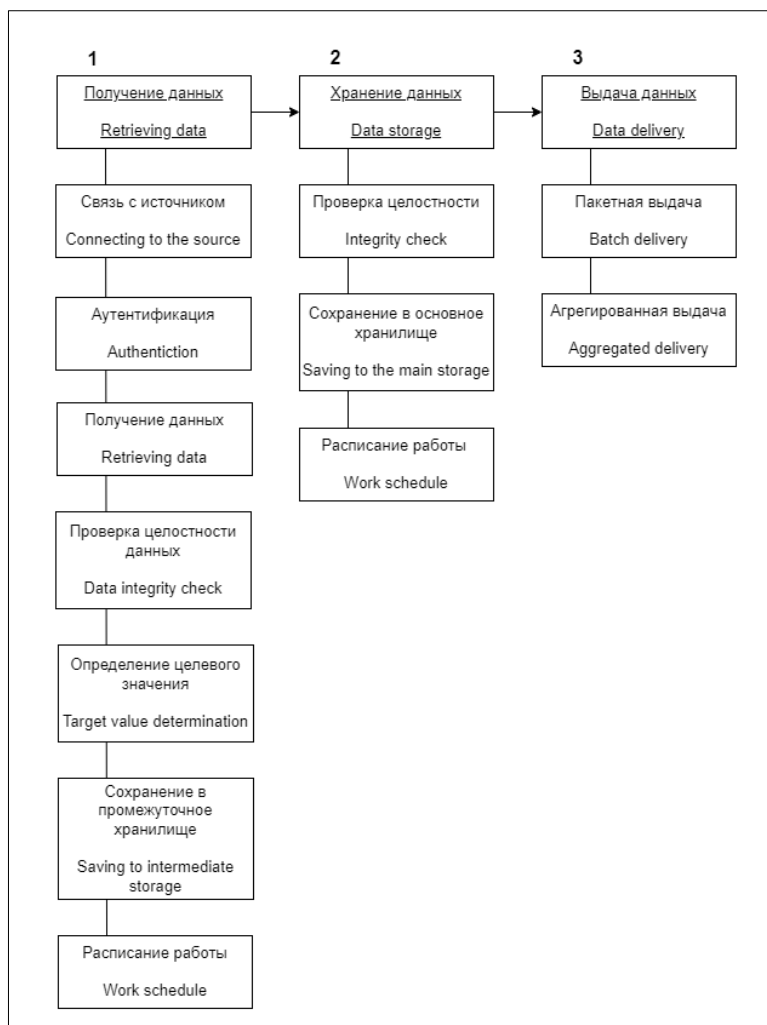 1
Получение данных
Retrieving data
Связь с источником
Connecting to the source
Аутентификация
Authentiction
Получение данных
Retrieving data
Проверка целостности
данных
Data integrity check
Определение целевого
значения
Target value determination
Сохранение в
промежуточное
хранилище
Saving to intermediate
storage
Расписание работы
Work schedule
2
Хранение данных
Data storage
Проверка целостности
Integrity check
Сохранение в основное
хранилище
Saving to the main storage
Расписание работы
Work schedule
3
Выдача данных
Data delivery
Пакетная выдача
Batch delivery
Агрегированная выдача
Aggregated delivery